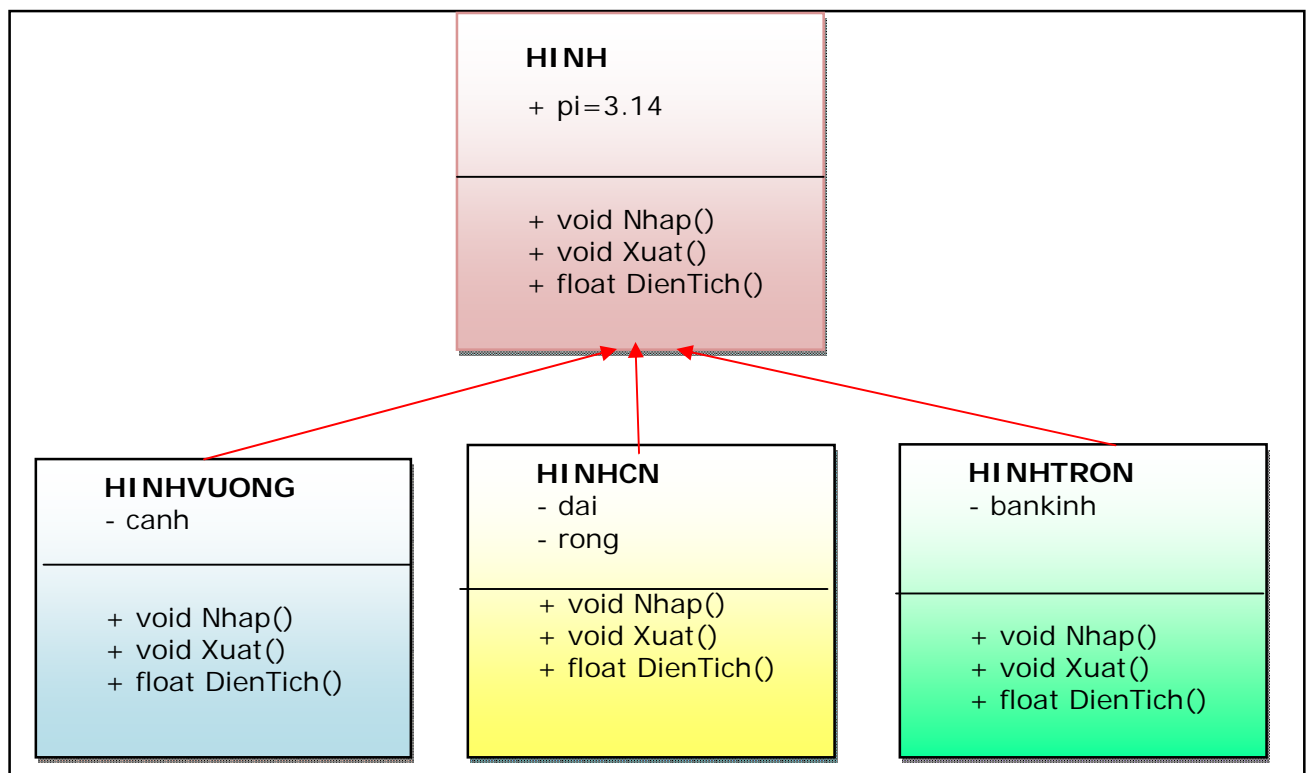 HINH
+ pi=3.14
+ void Nhap()
+ void Xuat()
+ float DienTich()
HINHVUONG
- canh
+ void Nhap()
+ void Xuat()
+ float DienTich()
HINHCN
- dai
- rong
+ void Nhap()
+ void Xuat()
+ float DienTich()
HINHTRON
- bankinh
+ void Nhap()
+ void Xuat()
+ float DienTich()